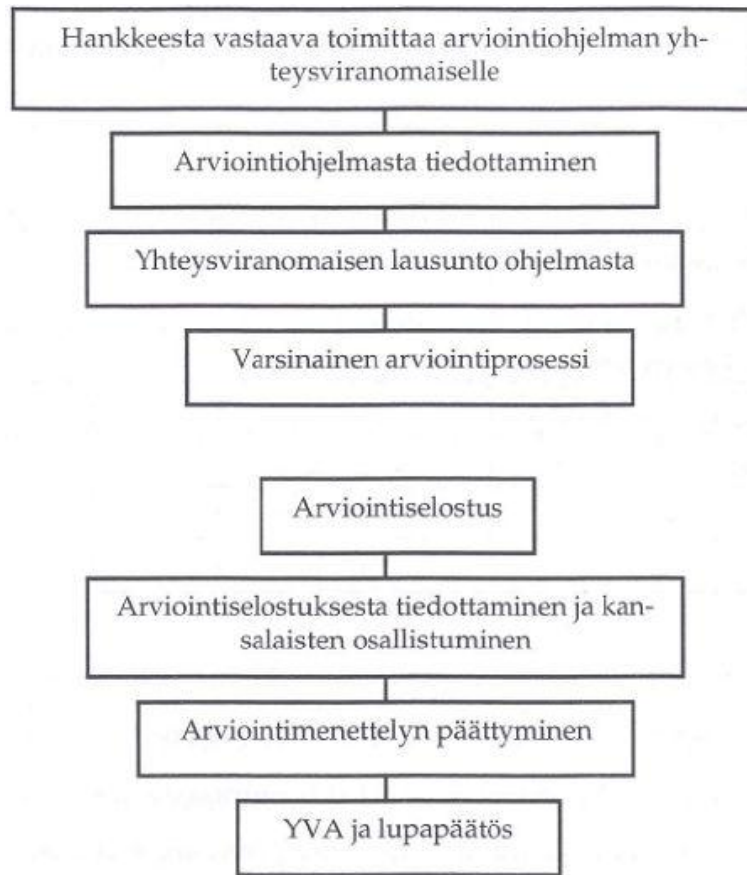 Hankkeesta vastaava toimittaa arviointiohjelman yh-
teysviranomaiselle
Arviointiohjelmasta tiedottaminen
Yhteysviranomaisen lausunto ohjelmasta
Varsinainen arviointiprosessi
Arviointiselostus
Arviointiselostuksesta tiedottaminen ja kan-
salaisten osallistuminen
Arviointimenettelyn päättyminen
YVA ja lupapäätös